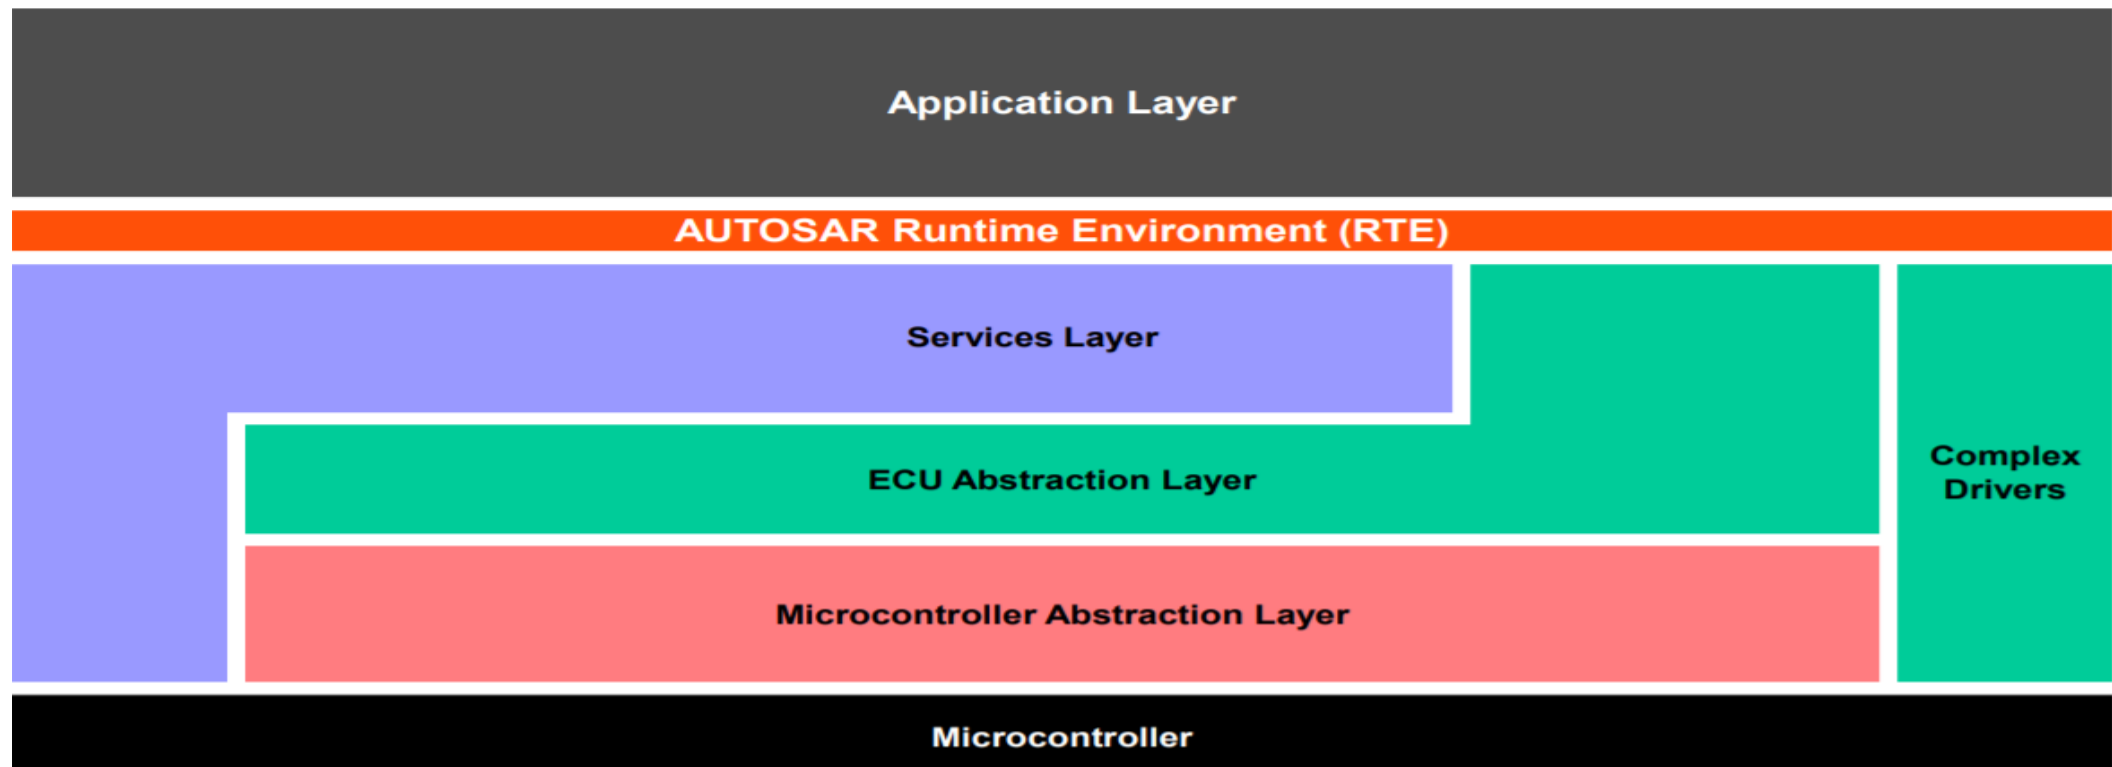 Application Layer
AUTOSAR Runtime Environment (RTE)
Services Layer
ECU Abstraction Layer
Complex
Drivers
Microcontroller Abstraction Layer
Microcontroller